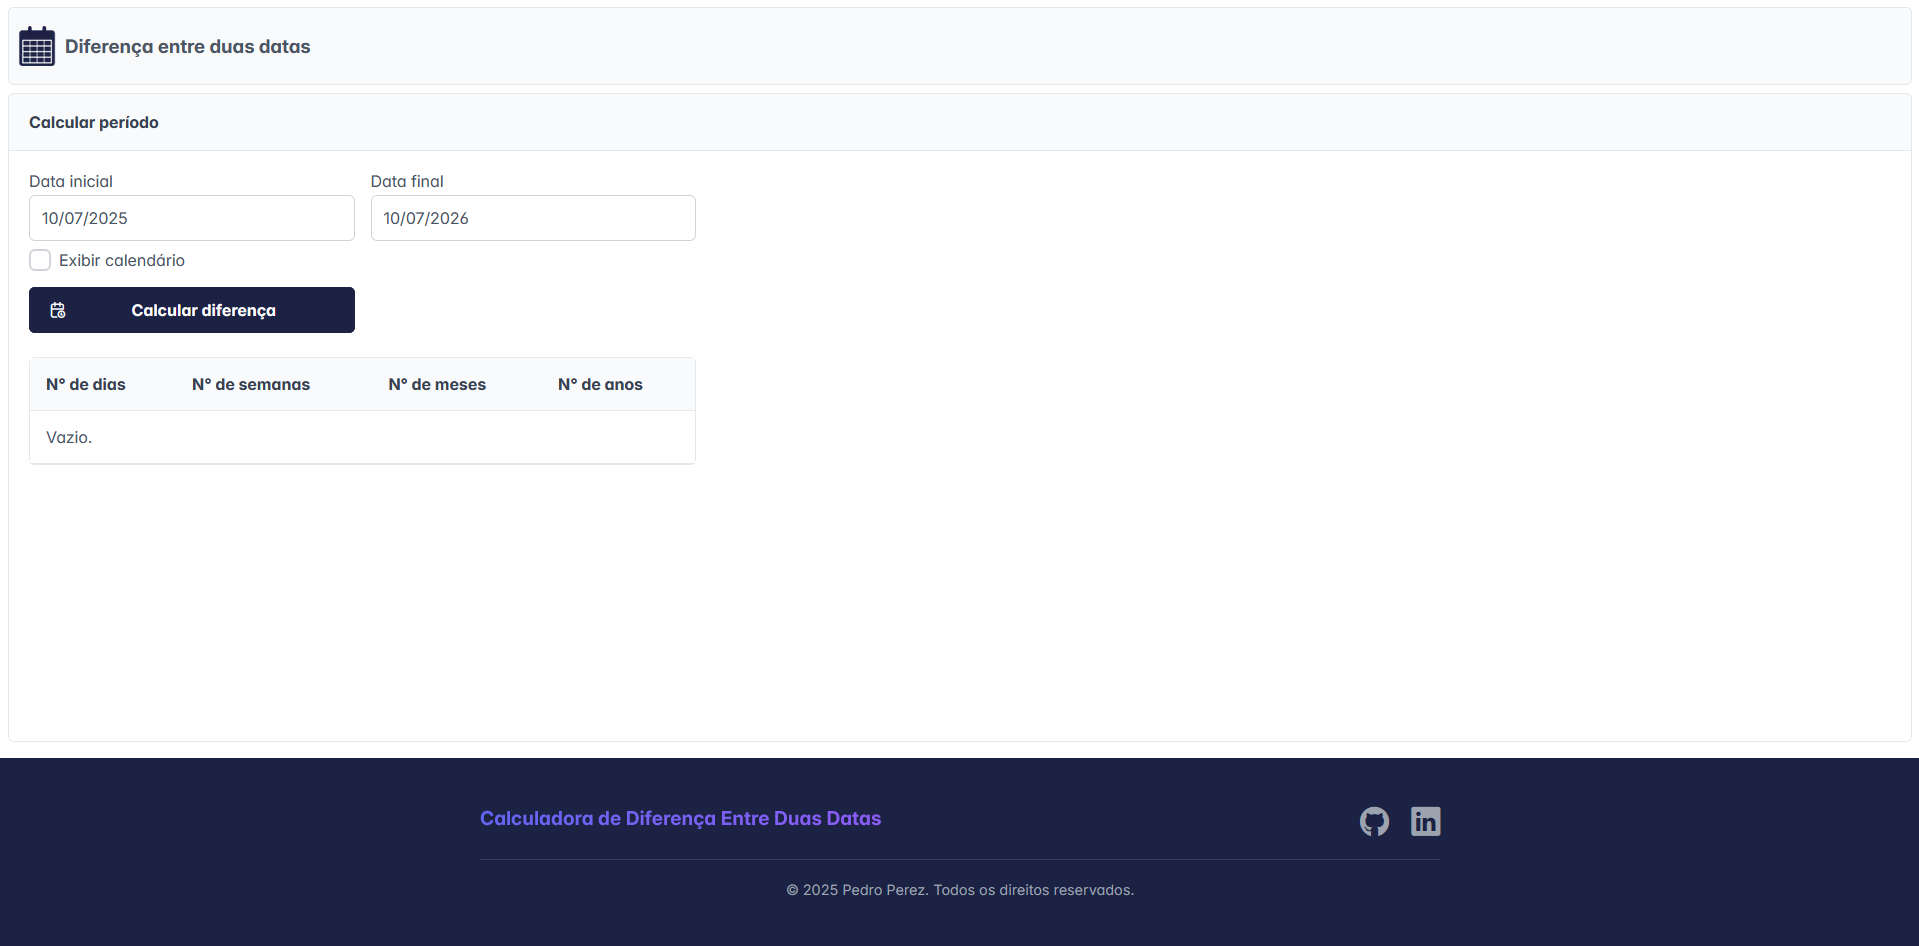 Diferença entre duas datas
Calcular período
Data inicial Data final
10/07/2025 10/07/2026
Exibir calendário
Calcular diferença
N° de dias N° de semanas N° de meses N° de anos
Vazio.
Calculadora de Diferença Entre Duas Datas
in
© 2025 Pedro Perez. Todos os direitos reservados.